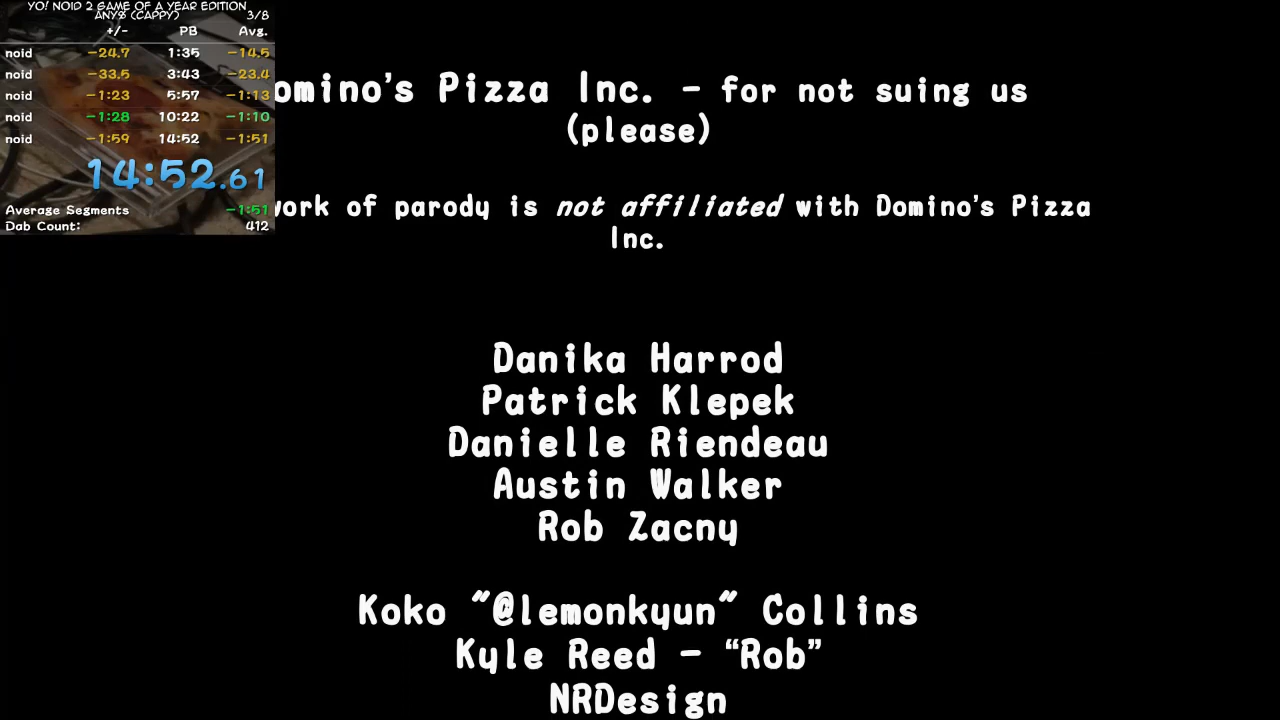 YO! NOID 2 GAME OF A YEAR EDITION
ANY% (CAPPY) 3/8
+/- PB Avg.
noid -24.7 1:35 -14.5
noid -33.5 3:43 -23.4
noid -1:23 5:57 -1:13
noid -1:28 10:22 -1:10
noid -1:59 14:52 -1:51
14:52.61
Average Segments -1:51
Dab Count: 412
omino's Pizza Inc. - for not suing us
(please)
work of parody is not affiliated with Domino's Pizza
Inc.
Danika Harrod
Patrick Klepek
Danielle Riendeau
Austin Walker
Rob Zacny
Koko "@lemonkyun" Collins
Kyle Reed - “Rob”
NRDesign